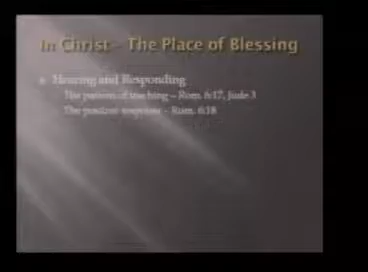 In Christ – The Place of Blessing
Hearing and Responding
The pattern of teaching – Rom. 6:17, Jude 3
The positive response – Rom. 6:18